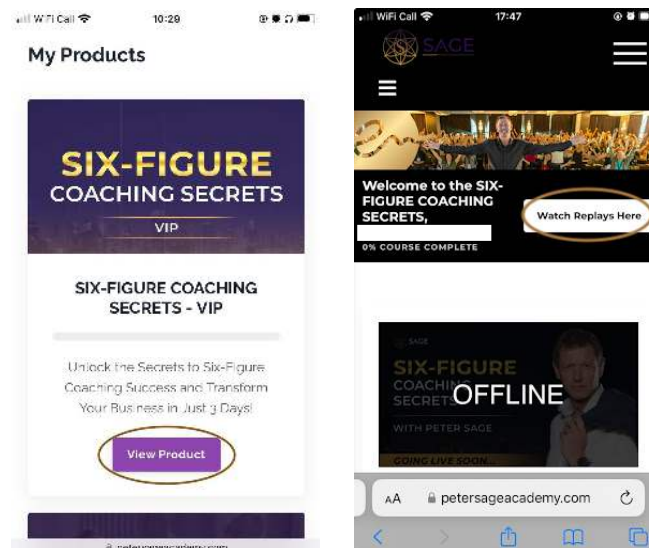 WiFi Call
10:29
My Products
SIX-FIGURE
COACHING SECRETS
VIP
SIX-FIGURE COACHING
SECRETS - VIP
Unlock the Secrets to Six-Figure
Coaching Success and Transform
Your Business in Just 3 Days!
View Product
petersageacademy.com
WiFi Call
17:47
SAGE
Welcome to the SIX-
FIGURE COACHING
SECRETS,
0% COURSE COMPLETE
Watch Replays Here
SAGE
SIX-FIGURE
COACHING
SECRETS
OFFLINE
WITH PETER SAGE
GOING LIVE SOON...
AA petersageacademy.com